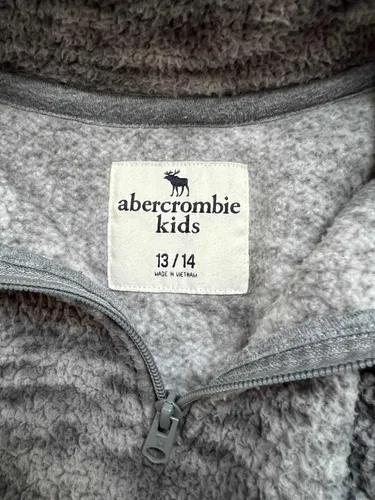 abercrombie
kids
13 / 14
MADE IN VIETNAM